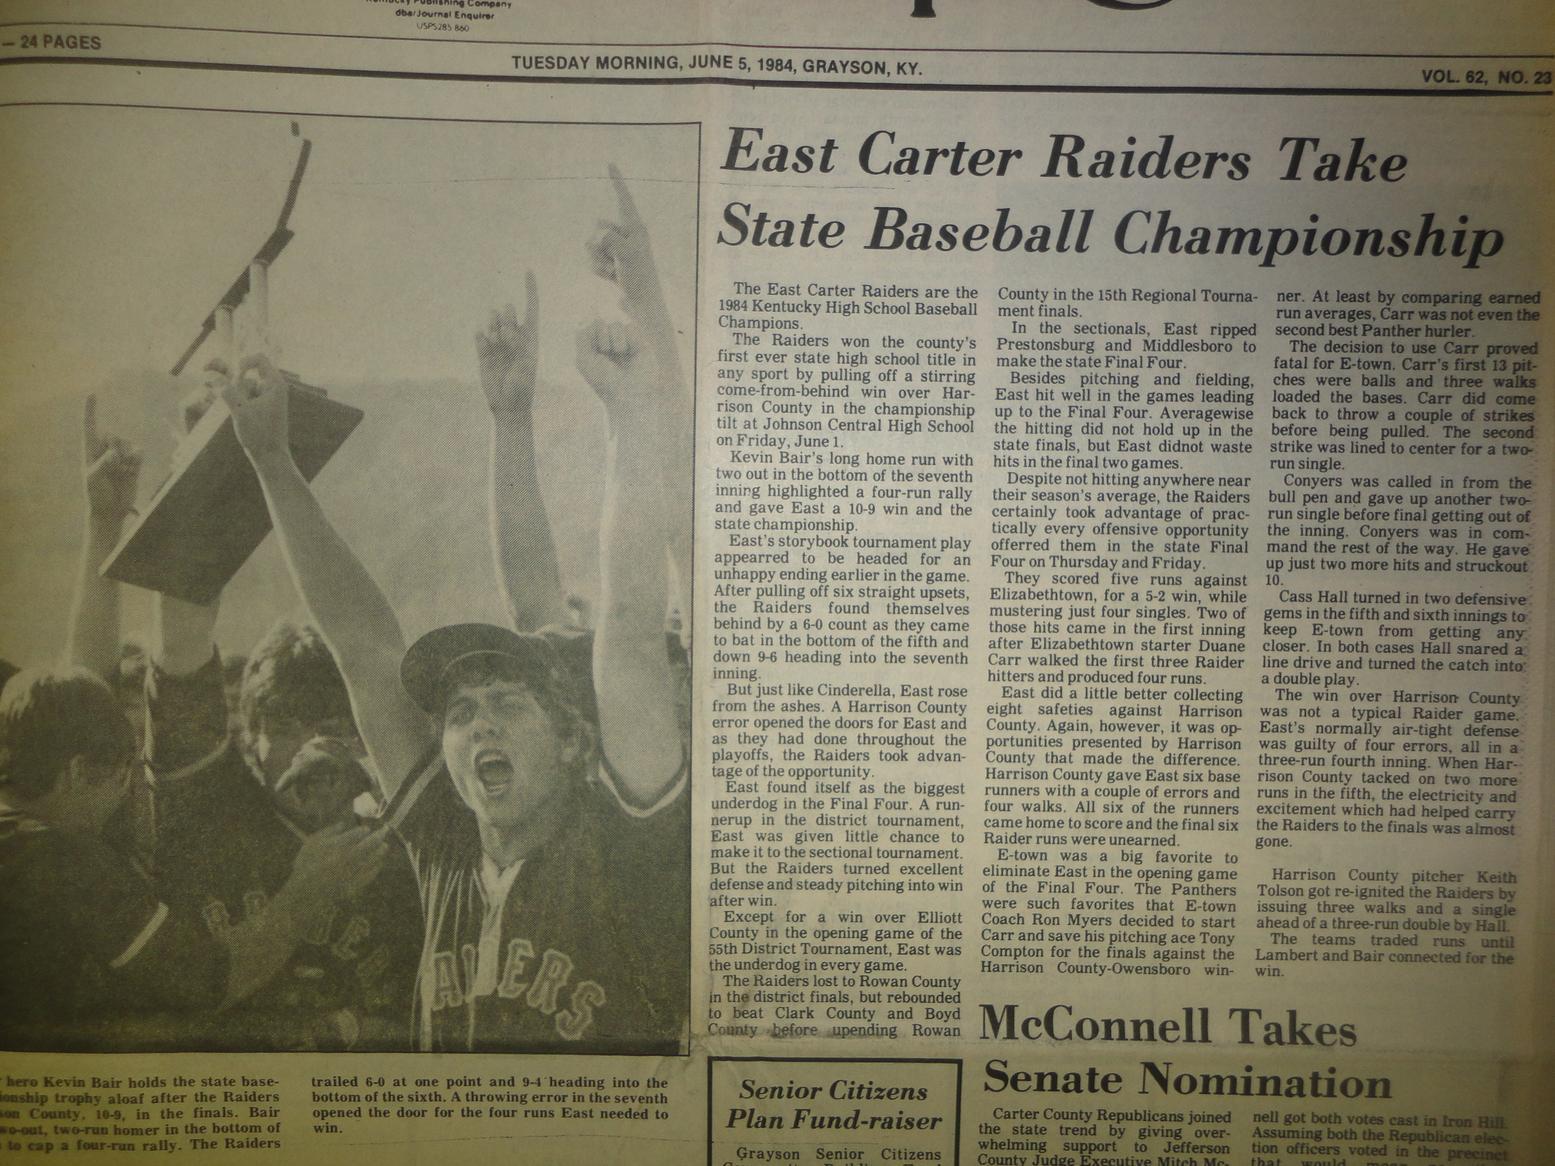 Kentucky Publishing Company
dba/Journal Enquirer
USPS285 860
— 24 PAGES
TUESDAY MORNING, JUNE 5, 1984, GRAYSON, KY.
VOL. 62, NO. 23
East Carter Raiders Take
State Baseball Championship
The East Carter Raiders are the
1984 Kentucky High School Baseball
Champions.
The Raiders won the county's
first ever state high school title in
any sport by pulling off a stirring
come-from-behind win over Har-
rison County in the championship
tilt at Johnson Central High School
on Friday, June 1.
Kevin Bair's long home run with
two out in the bottom of the seventh
inning highlighted a four-run rally
and gave East a 10-9 win and the
state championship.
East's storybook tournament play
appearred to be headed for an
unhappy ending earlier in the game.
After pulling off six straight upsets,
the Raiders found themselves
behind by a 6-0 count as they came
to bat in the bottom of the fifth and
down 9-6 heading into the seventh
inning.
But just like Cinderella, East rose
from the ashes. A Harrison County
error opened the doors for East and
as they had done throughout the
playoffs, the Raiders took advan-
tage of the opportunity.
East found itself as the biggest
underdog in the Final Four. A run-
nerup in the district tournament,
East was given little chance to
make it to the sectional tournament.
But the Raiders turned excellent
defense and steady pitching into win
after win.
Except for a win over Elliott
County in the opening game of the
55th District Tournament, East was
the underdog in every game.
The Raiders lost to Rowan County
in the district finals, but rebounded
to beat Clark County and Boyd
County before upending Rowan
County in the 15th Regional Tourna-
ment finals.
In the sectionals, East ripped
Prestonsburg and Middlesboro to
make the state Final Four.
Besides pitching and fielding,
East hit well in the games leading
up to the Final Four. Averagewise
the hitting did not hold up in the
state finals, but East didnot waste
hits in the final two games.
Despite not hitting anywhere near
their season's average, the Raiders
certainly took advantage of prac-
tically every offensive opportunity
offerred them in the state Final
Four on Thursday and Friday.
They scored five runs against
Elizabethtown, for a 5-2 win, while
mustering just four singles. Two of
those hits came in the first inning
after Elizabethtown starter Duane
Carr walked the first three Raider
hitters and produced four runs.
East did a little better collecting
eight safeties against Harrison
County. Again, however, it was op-
portunities presented by Harrison
County that made the difference.
Harrison County gave East six base
runners with a couple of errors and
four walks. All six of the runners
came home to score and the final six
Raider runs were unearned.
E-town was a big favorite to
eliminate East in the opening game
of the Final Four. The Panthers
were such favorites that E-town
Coach Ron Myers decided to start
Carr and save his pitching ace Tony
Compton for the finals against the
Harrison County-Owensboro win-
ner. At least by comparing earned
run averages, Carr was not even the
second best Panther hurler.
The decision to use Carr proved
fatal for E-town. Carr's first 13 pit-
ches were balls and three walks
loaded the bases. Carr did come
back to throw a couple of strikes
before being pulled. The second
strike was lined to center for a two-
run single.
Conyers was called in from the
bull pen and gave up another two-
run single before final getting out of
the inning. Conyers was in com-
mand the rest of the way. He gave
up just two more hits and struckout
10.
Cass Hall turned in two defensive
gems in the fifth and sixth innings to
keep E-town from getting any
closer. In both cases Hall snared a
line drive and turned the catch into
a double play.
The win over Harrison County
was not a typical Raider game.
East's normally air-tight defense
was guilty of four errors, all in a
three-run fourth inning. When Har-
rison County tacked on two more
runs in the fifth, the electricity and
excitement which had helped carry
the Raiders to the finals was almost
gone.
Harrison County pitcher Keith
Tolson got re-ignited the Raiders by
issuing three walks and a single
ahead of a three-run double by Hall.
The teams traded runs until
Lambert and Bair connected for the
win.
hero Kevin Bair holds the state base-
ionship trophy aloaf after the Raiders
son County, 10-9, in the finals. Bair
wo-out, two-run homer in the bottom of
to cap a four-run rally. The Raiders
trailed 6-0 at one point and 9-4 heading into the
bottom of the sixth. A throwing error in the seventh
opened the door for the four runs East needed to
win.
Senior Citizens
Plan Fund-raiser
Grayson Senior Citizens
McConnell Takes
Senate Nomination
Carter County Republicans joined
the state trend by giving over-
whelming support to Jefferson
County Judge Executive Mitch Mc-
nell got both votes cast in Iron Hill.
Assuming both the Republican elec-
tion officers voted in the precinct